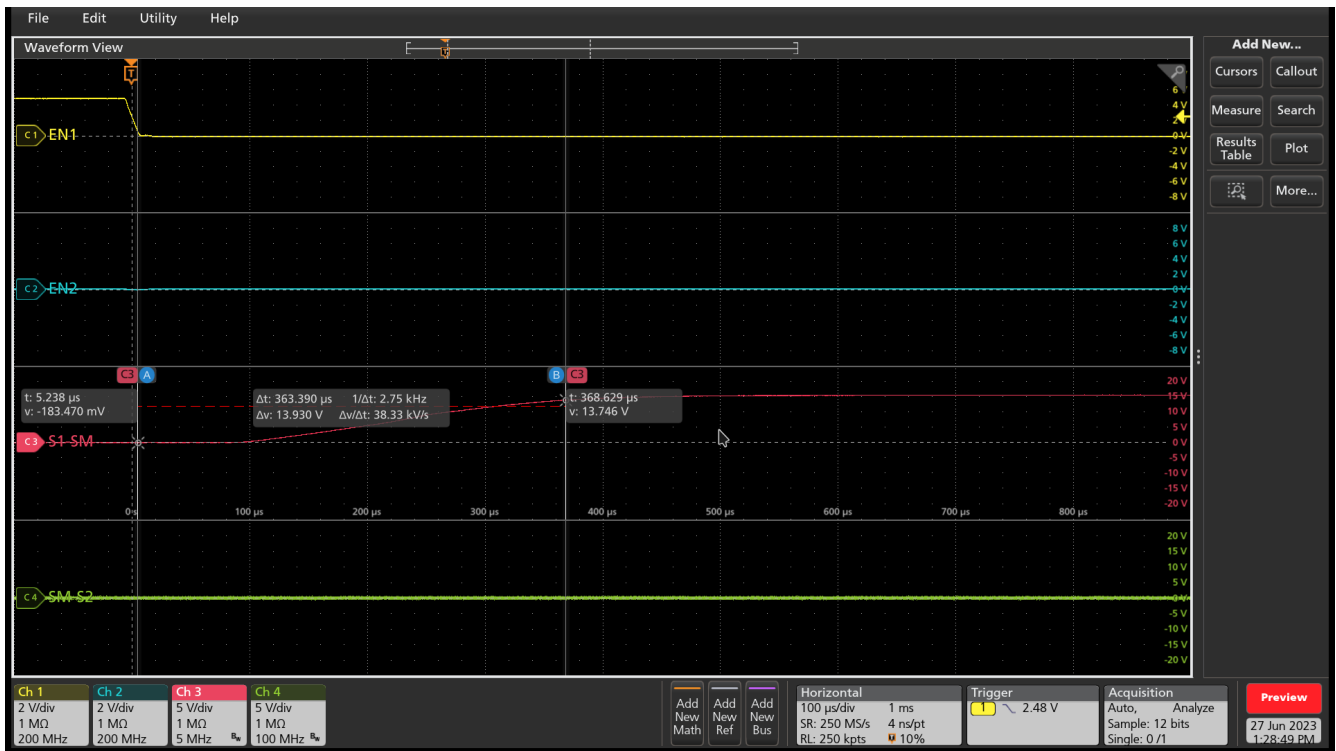 File Edit Utility Help
Waveform View
Add New...
Cursors Callout
Measure Search
Results Table Plot
More...
T
6 V
4 V
2 V
0 V
-2 V
-4 V
-6 V
-8 V
C1 EN1
8 V
6 V
4 V
2 V
0 V
-2 V
-4 V
-6 V
-8 V
C2 EN2
C3 A
B C3
t: 5.238 µs
v: -183.470 mV
Δt: 363.390 µs 1/Δt: 2.75 kHz
Δv: 13.930 V Δv/Δt: 38.33 kV/s
t: 368.629 µs
v: 13.746 V
C3 S1-SM
20 V
15 V
10 V
5 V
0 V
-5 V
-10 V
-15 V
-20 V
0 s 100 µs 200 µs 300 µs 400 µs 500 µs 600 µs 700 µs 800 µs
20 V
15 V
10 V
5 V
0 V
-5 V
-10 V
-15 V
-20 V
C4 SM-S2
Ch 1
2 V/div
1 MΩ
200 MHz
Ch 2
2 V/div
1 MΩ
200 MHz
Ch 3
5 V/div
1 MΩ
5 MHz Bw
Ch 4
5 V/div
1 MΩ
100 MHz Bw
Add New Math
Add New Ref
Add New Bus
Horizontal
100 µs/div 1 ms
SR: 250 MS/s 4 ns/pt
RL: 250 kpts 10%
Trigger
1 2.48 V
Acquisition
Auto, Analyze
Sample: 12 bits
Single: 0 /1
Preview
27 Jun 2023
1:28:49 PM